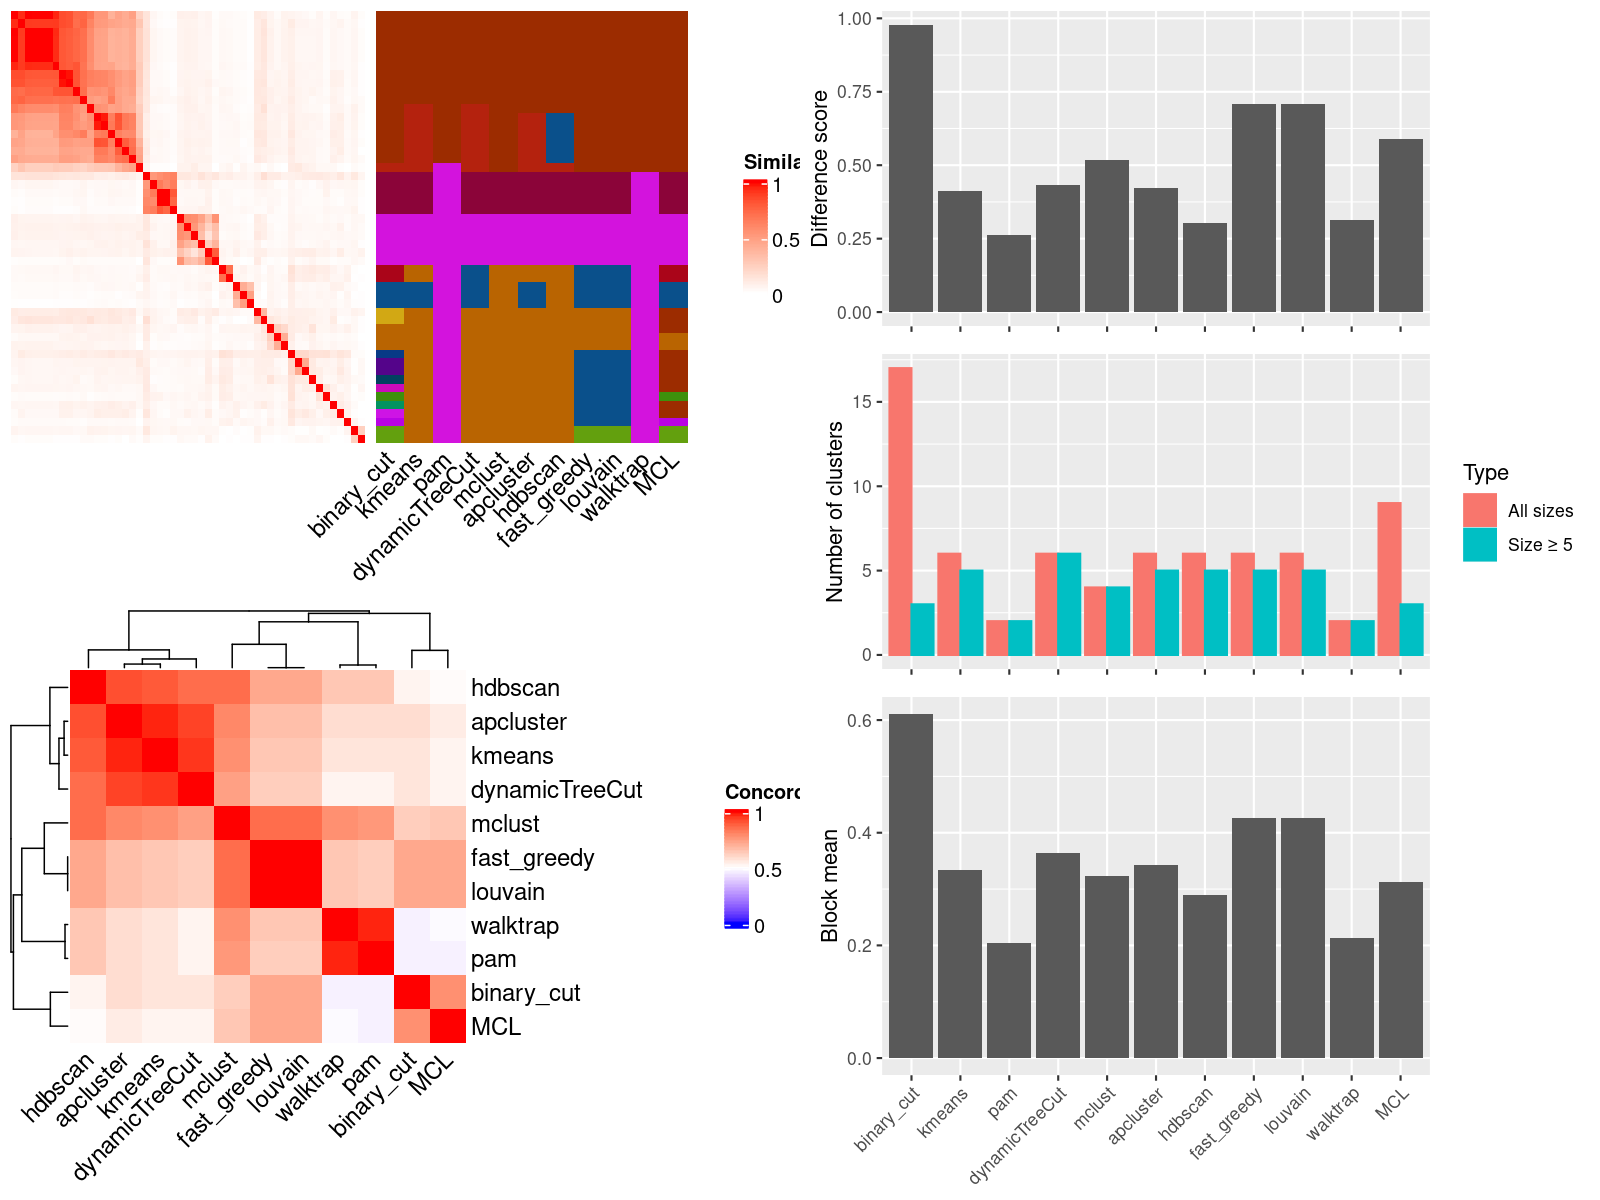 Simila
1
0.5
0
binary_cut
kmeans
pam
dynamicTreeCut
mclust
apcluster
hdbscan
fast_greedy
louvain
walktrap
MCL
hdbscan
apcluster
kmeans
dynamicTreeCut
mclust
fast_greedy
louvain
walktrap
pam
binary_cut
MCL
hdbscan
apcluster
kmeans
dynamicTreeCut
mclust
fast_greedy
louvain
walktrap
pam
binary_cut
MCL
Concord
1
0.5
0
Difference score
1.00
0.75
0.50
0.25
0.00
Number of clusters
15
10
5
0
Type
All sizes
Size ≥ 5
Block mean
0.6
0.4
0.2
0.0
binary_cut
kmeans
pam
dynamicTreeCut
mclust
apcluster
hdbscan
fast_greedy
louvain
walktrap
MCL